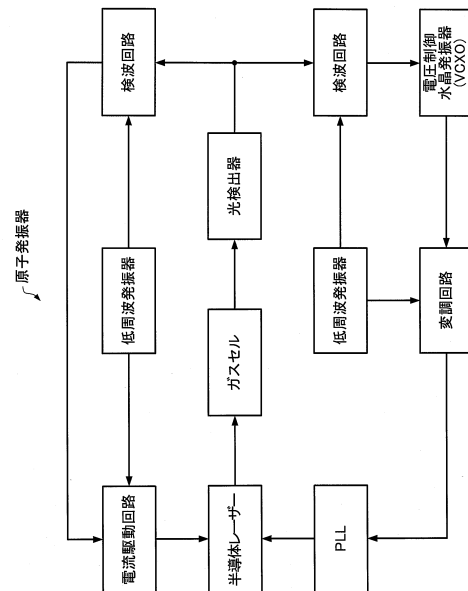 原子発振器
電流駆動回路
低周波発振器
検波回路
半導体レーザー
ガスセル
光検出器
PLL
低周波発振器
検波回路
変調回路
電圧制御
水晶発振器
(VCXO)